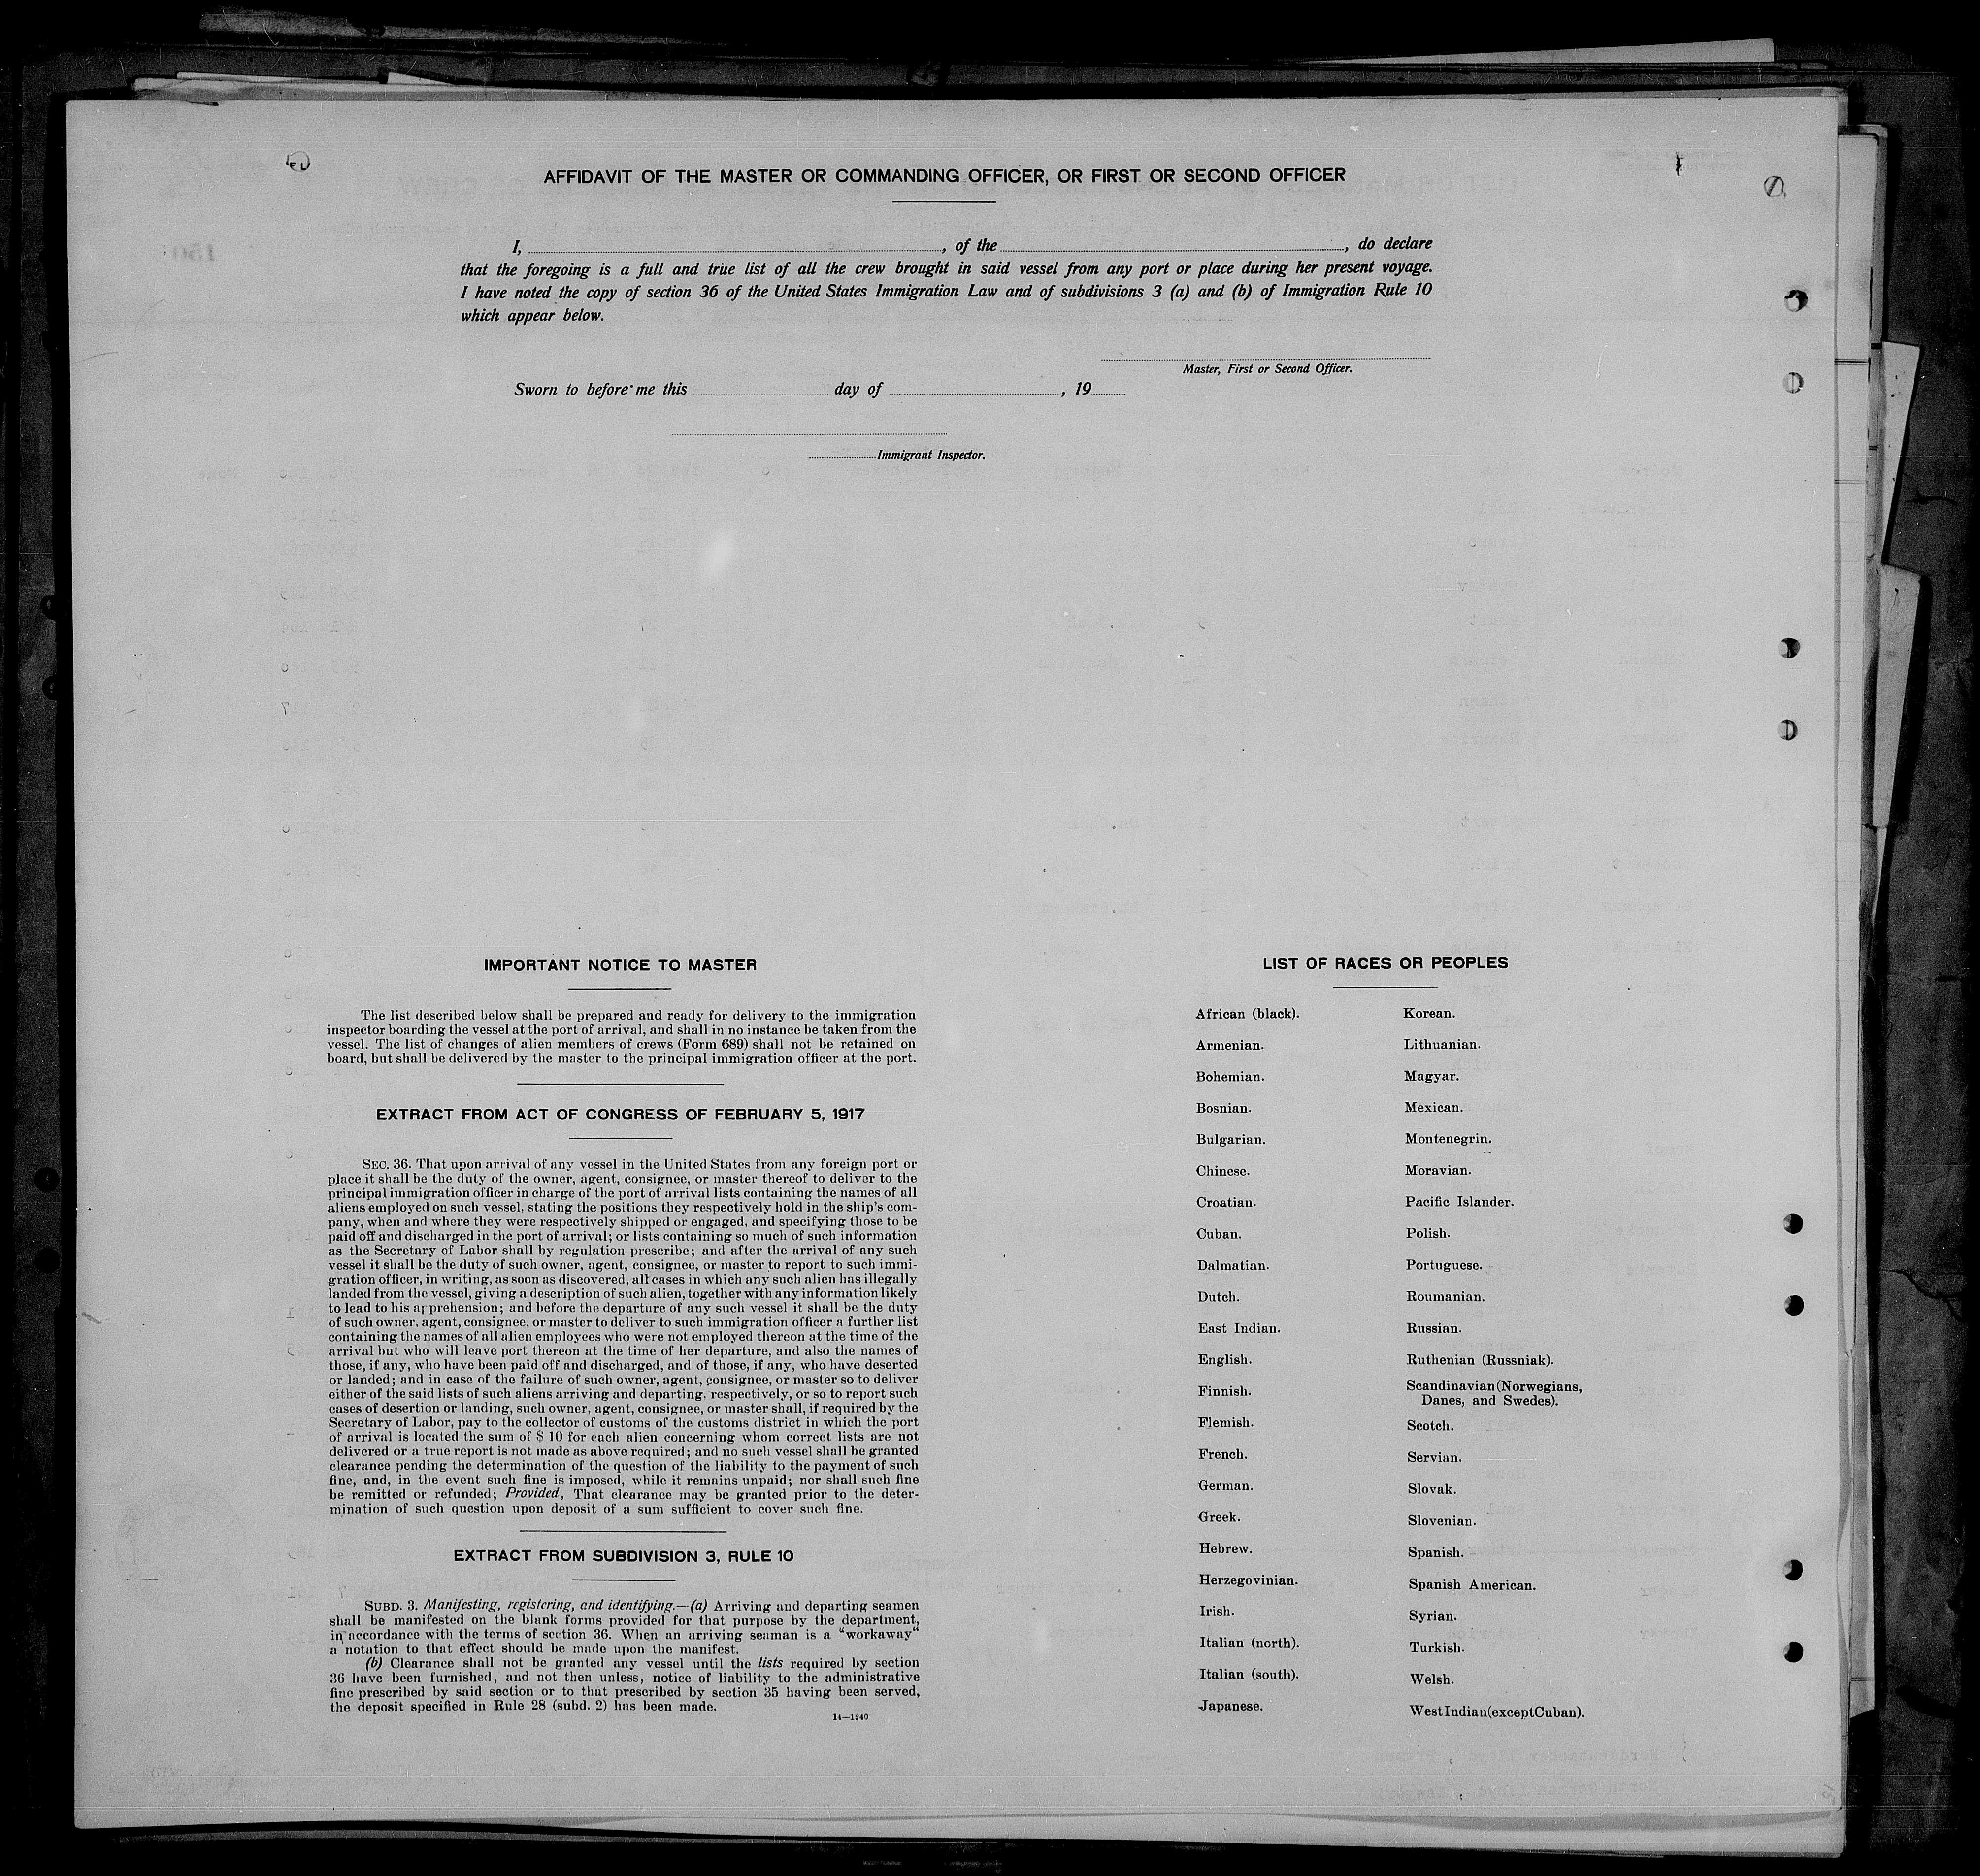 AFFIDAVIT OF THE MASTER OR COMMANDING OFFICER, OR FIRST OR SECOND OFFICER
I, , of the , do declare
that the foregoing is a full and true list of all the crew brought in said vessel from any port or place during her present voyage.
I have noted the copy of section 36 of the United States Immigration Law and of subdivisions 3 (a) and (b) of Immigration Rule 10
which appear below.
Master, First or Second Officer.
Sworn to before me this day of , 19
Immigrant Inspector.
IMPORTANT NOTICE TO MASTER
The list described below shall be prepared and ready for delivery to the immigration
inspector boarding the vessel at the port of arrival, and shall in no instance be taken from the
vessel. The list of changes of alien members of crews (Form 689) shall not be retained on
board, but shall be delivered by the master to the principal immigration officer at the port.
EXTRACT FROM ACT OF CONGRESS OF FEBRUARY 5, 1917
SEC. 36. That upon arrival of any vessel in the United States from any foreign port or
place it shall be the duty of the owner, agent, consignee, or master thereof to deliver to the
principal immigration officer in charge of the port of arrival lists containing the names of all
aliens employed on such vessel, stating the positions they respectively hold in the ship's com-
pany, when and where they were respectively shipped or engaged, and specifying those to be
paid off and discharged in the port of arrival; or lists containing so much of such information
as the Secretary of Labor shall by regulation prescribe; and after the arrival of any such
vessel it shall be the duty of such owner, agent, consignee, or master to report to such immi-
gration officer, in writing, as soon as discovered, all cases in which any such alien has illegally
landed from the vessel, giving a description of such alien, together with any information likely
to lead to his apprehension; and before the departure of any such vessel it shall be the duty
of such owner, agent, consignee, or master to deliver to such immigration officer a further list
containing the names of all alien employees who were not employed thereon at the time of the
arrival but who will leave port thereon at the time of her departure, and also the names of
those, if any, who have been paid off and discharged, and of those, if any, who have deserted
or landed; and in case of the failure of such owner, agent, consignee, or master so to deliver
either of the said lists of such aliens arriving and departing, respectively, or so to report such
cases of desertion or landing, such owner, agent, consignee, or master shall, if required by the
Secretary of Labor, pay to the collector of customs of the customs district in which the port
of arrival is located the sum of $ 10 for each alien concerning whom correct lists are not
delivered or a true report is not made as above required; and no such vessel shall be granted
clearance pending the determination of the question of the liability to the payment of such
fine, and, in the event such fine is imposed, while it remains unpaid; nor shall such fine
be remitted or refunded; Provided, That clearance may be granted prior to the deter-
mination of such question upon deposit of a sum sufficient to cover such fine.
EXTRACT FROM SUBDIVISION 3, RULE 10
SUBD. 3. Manifesting, registering, and identifying.—(a) Arriving and departing seamen
shall be manifested on the blank forms provided for that purpose by the department,
in accordance with the terms of section 36. When an arriving seaman is a "workaway"
a notation to that effect should be made upon the manifest.
(b) Clearance shall not be granted any vessel until the lists required by section
36 have been furnished, and not then unless, notice of liability to the administrative
fine prescribed by said section or to that prescribed by section 35 having been served,
the deposit specified in Rule 28 (subd. 2) has been made.
14—1240
LIST OF RACES OR PEOPLES
African (black).
Armenian.
Bohemian.
Bosnian.
Bulgarian.
Chinese.
Croatian.
Cuban.
Dalmatian.
Dutch.
East Indian.
English.
Finnish.
Flemish.
French.
German.
Greek.
Hebrew.
Herzegovinian.
Irish.
Italian (north).
Italian (south).
Japanese.
Korean.
Lithuanian.
Magyar.
Mexican.
Montenegrin.
Moravian.
Pacific Islander.
Polish.
Portuguese.
Roumanian.
Russian.
Ruthenian (Russniak).
Scandinavian (Norwegians,
Danes, and Swedes).
Scotch.
Servian.
Slovak.
Slovenian.
Spanish.
Spanish American.
Syrian.
Turkish.
Welsh.
West Indian (except Cuban).